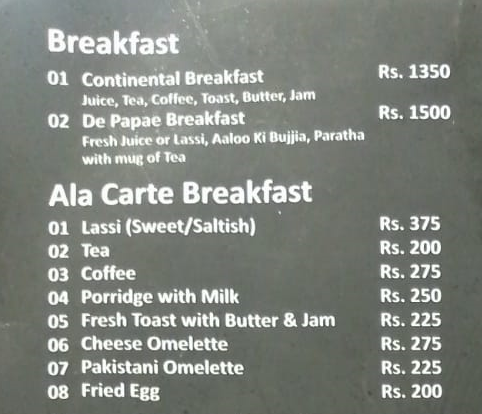 Breakfast
01 Continental Breakfast Rs. 1350
Juice, Tea, Coffee, Toast, Butter, Jam
02 De Papae Breakfast Rs. 1500
Fresh Juice or Lassi, Aaloo Ki Bujjia, Paratha
with mug of Tea
Ala Carte Breakfast
01 Lassi (Sweet/Saltish) Rs. 375
02 Tea Rs. 200
03 Coffee Rs. 275
04 Porridge with Milk Rs. 250
05 Fresh Toast with Butter & Jam Rs. 225
06 Cheese Omelette Rs. 275
07 Pakistani Omelette Rs. 225
08 Fried Egg Rs. 200